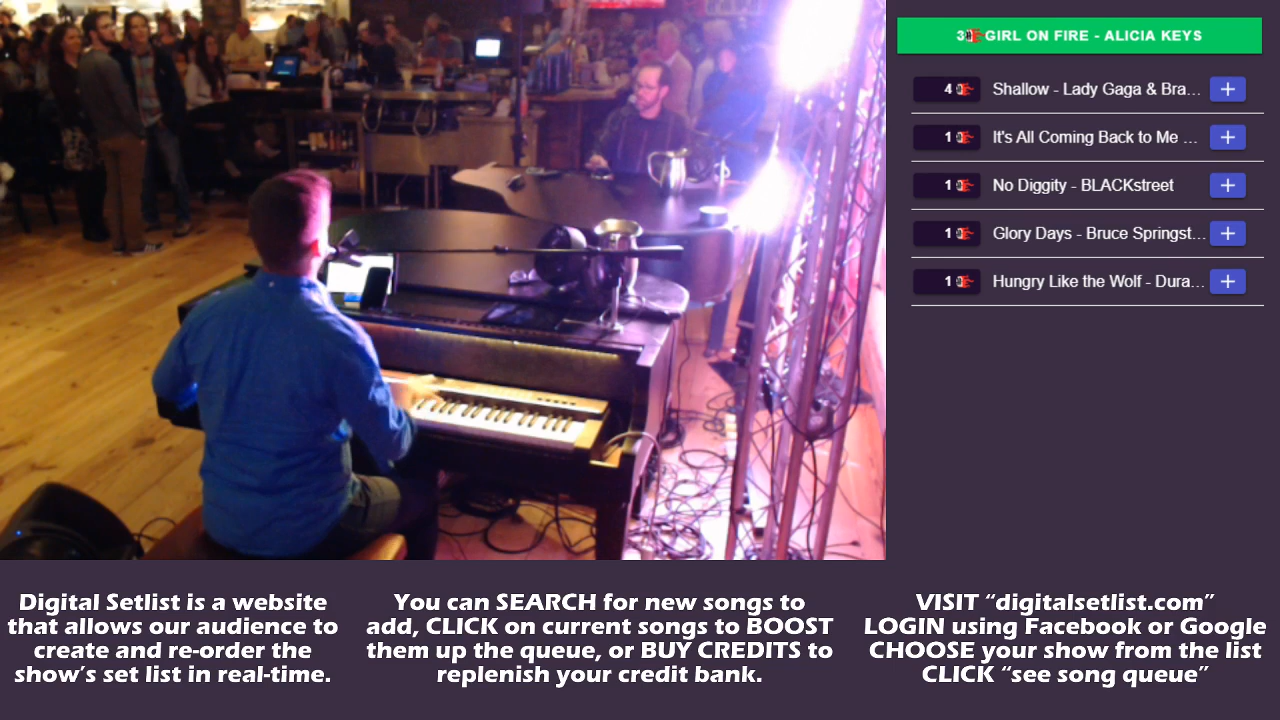 3 GIRL ON FIRE - ALICIA KEYS
4 Shallow - Lady Gaga & Bra...
1 It's All Coming Back to Me ...
1 No Diggity - BLACKstreet
1 Glory Days - Bruce Springst...
1 Hungry Like the Wolf - Dura...
Digital Setlist is a website
that allows our audience to
create and re-order the
show's set list in real-time.
You can SEARCH for new songs to
add, CLICK on current songs to BOOST
them up the queue, or BUY CREDITS to
replenish your credit bank.
VISIT “digitalsetlist.com”
LOGIN using Facebook or Google
CHOOSE your show from the list
CLICK “see song queue”